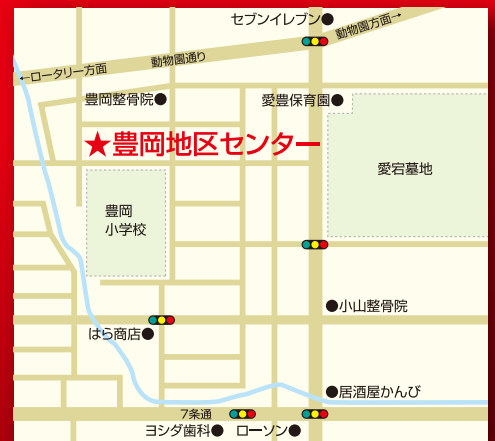 セブンイレブン●
動物園方面→
動物園通り
←ロータリー方面
豊岡整骨院●
愛豊保育園●
★豊岡地区センター
愛宕墓地
豊岡
小学校
●小山整骨院
はら商店●
●居酒屋かんび
7条通
ヨシダ歯科●
ローソン●